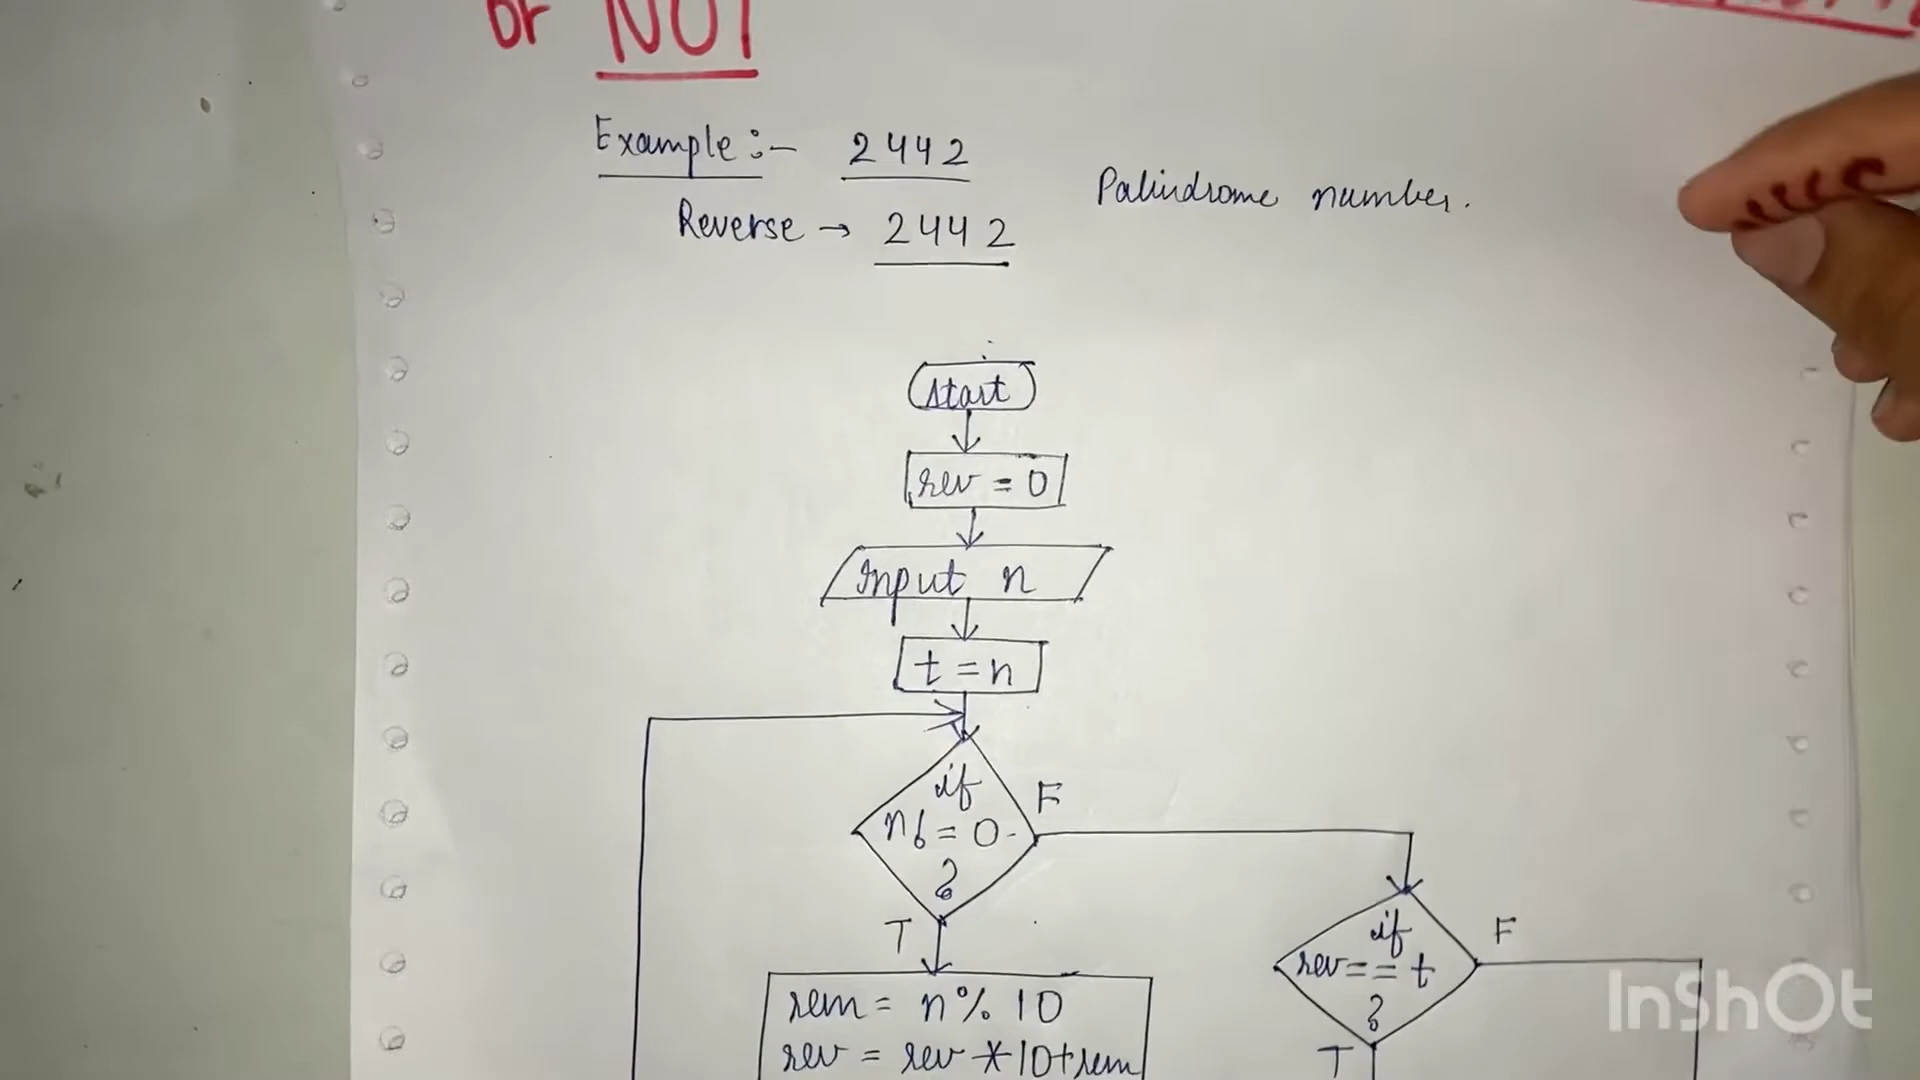 or NOT
Example :- 2442
Reverse → 2442
Palindrome number.
start
rev = 0
Input n
t = n
if
n != 0
?
F
T
if
rev == t
?
F
T
rem = n % 10
rev = rev * 10 + rem
InShOt